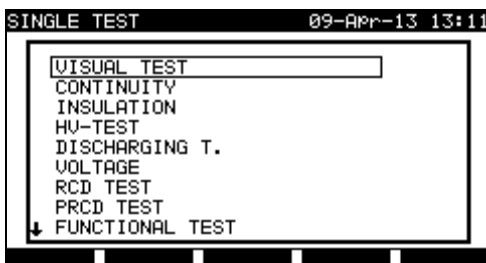 SINGLE TEST 09-Apr-13 13:11
VISUAL TEST
CONTINUITY
INSULATION
HV-TEST
DISCHARGING T.
VOLTAGE
RCD TEST
PRCD TEST
FUNCTIONAL TEST